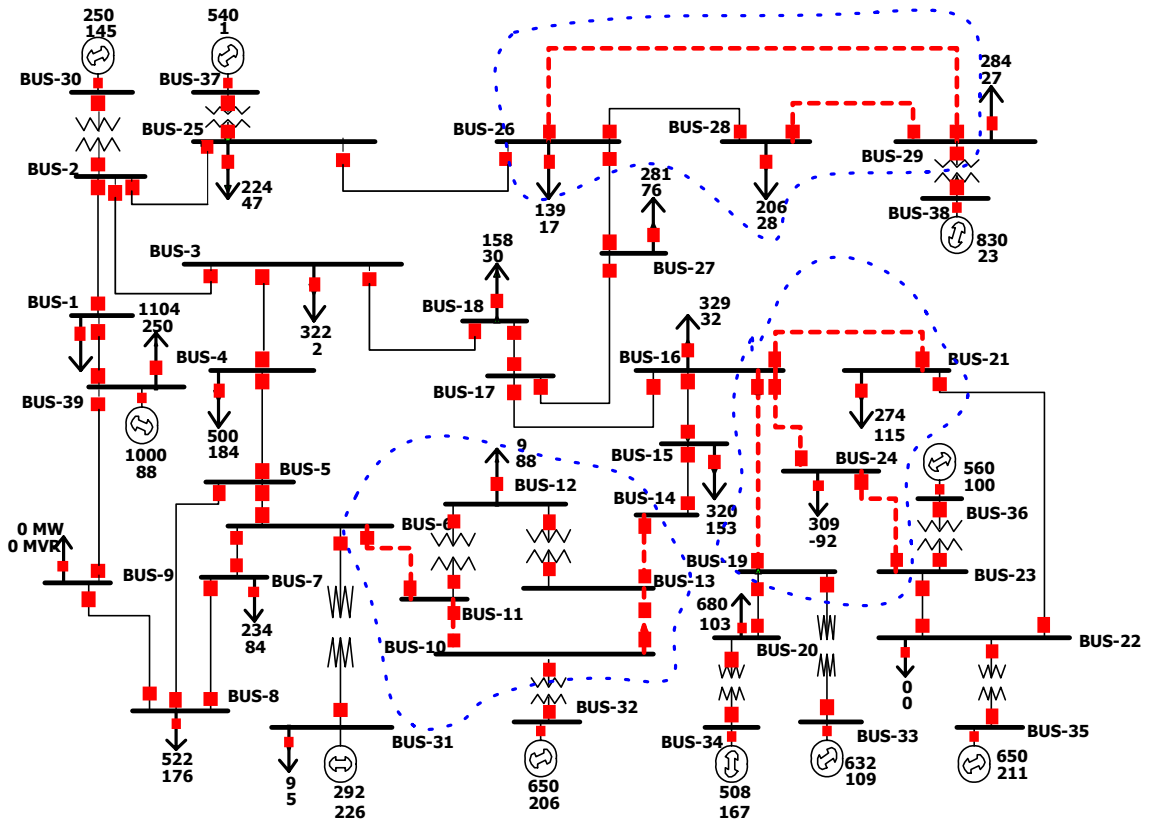 250
145
540
1
BUS-30
BUS-37
284
27
BUS-25
BUS-26
BUS-28
BUS-29
BUS-2
224
47
139
17
281
76
206
28
BUS-38
830
23
BUS-3
158
30
BUS-27
BUS-1
1104
250
BUS-18
329
32
322
2
BUS-4
BUS-16
BUS-21
BUS-17
BUS-39
500
184
274
115
1000
88
9
88
BUS-15
BUS-24
560
100
BUS-5
BUS-12
BUS-14
320
153
309
-92
BUS-36
0 MW
0 MVR
BUS-6
BUS-9
BUS-7
BUS-19
BUS-13
BUS-23
234
84
BUS-11
680
103
BUS-10
BUS-20
BUS-22
BUS-8
0
0
BUS-32
BUS-31
BUS-34
BUS-33
BUS-35
522
176
9
5
292
226
650
206
508
167
632
109
650
211